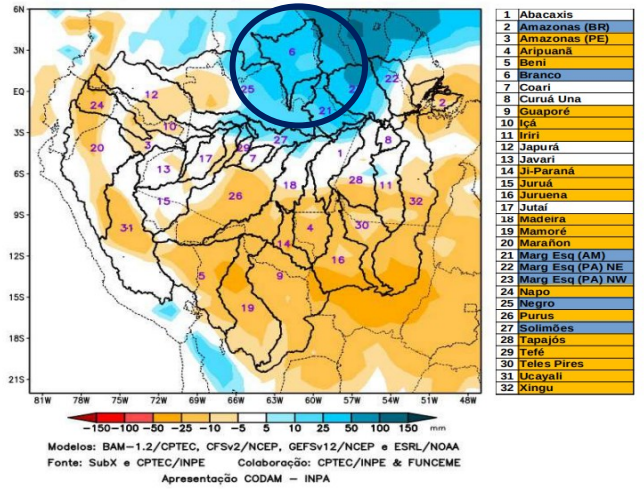 6N
3N
EQ
3S
6S
9S
12S
15S
18S
21S
81W 78W 75W 72W 69W 66W 63W 60W 57W 54W 51W 48W
6
22
25
2
24
12
21
2
10
27
20
3
29
7
1
8
17
13
18
28
11
15
26
32
31
4
30
14
16
5
9
19
-150 -100 -50 -25 -10 -5 5 10 25 50 100 150 mm
Modelos: BAM-1.2/CPTEC, CFSv2/NCEP, GEFSv12/NCEP e ESRL/NOAA
Fonte: SubX e CPTEC/INPE Colaboração: CPTEC/INPE & FUNCEME
Apresentação CODAM - INPA
1 Abacaxis
2 Amazonas (BR)
3 Amazonas (PE)
4 Aripuanã
5 Beni
6 Branco
7 Coari
8 Curuá Una
9 Guaporé
10 Içá
11 Iriri
12 Japurá
13 Javari
14 Ji-Paraná
15 Juruá
16 Juruena
17 Jutaí
18 Madeira
19 Mamoré
20 Marañon
21 Marg Esq (AM)
22 Marg Esq (PA) NE
23 Marg Esq (PA) NW
24 Napo
25 Negro
26 Purus
27 Solimões
28 Tapajós
29 Tefé
30 Teles Pires
31 Ucayali
32 Xingu